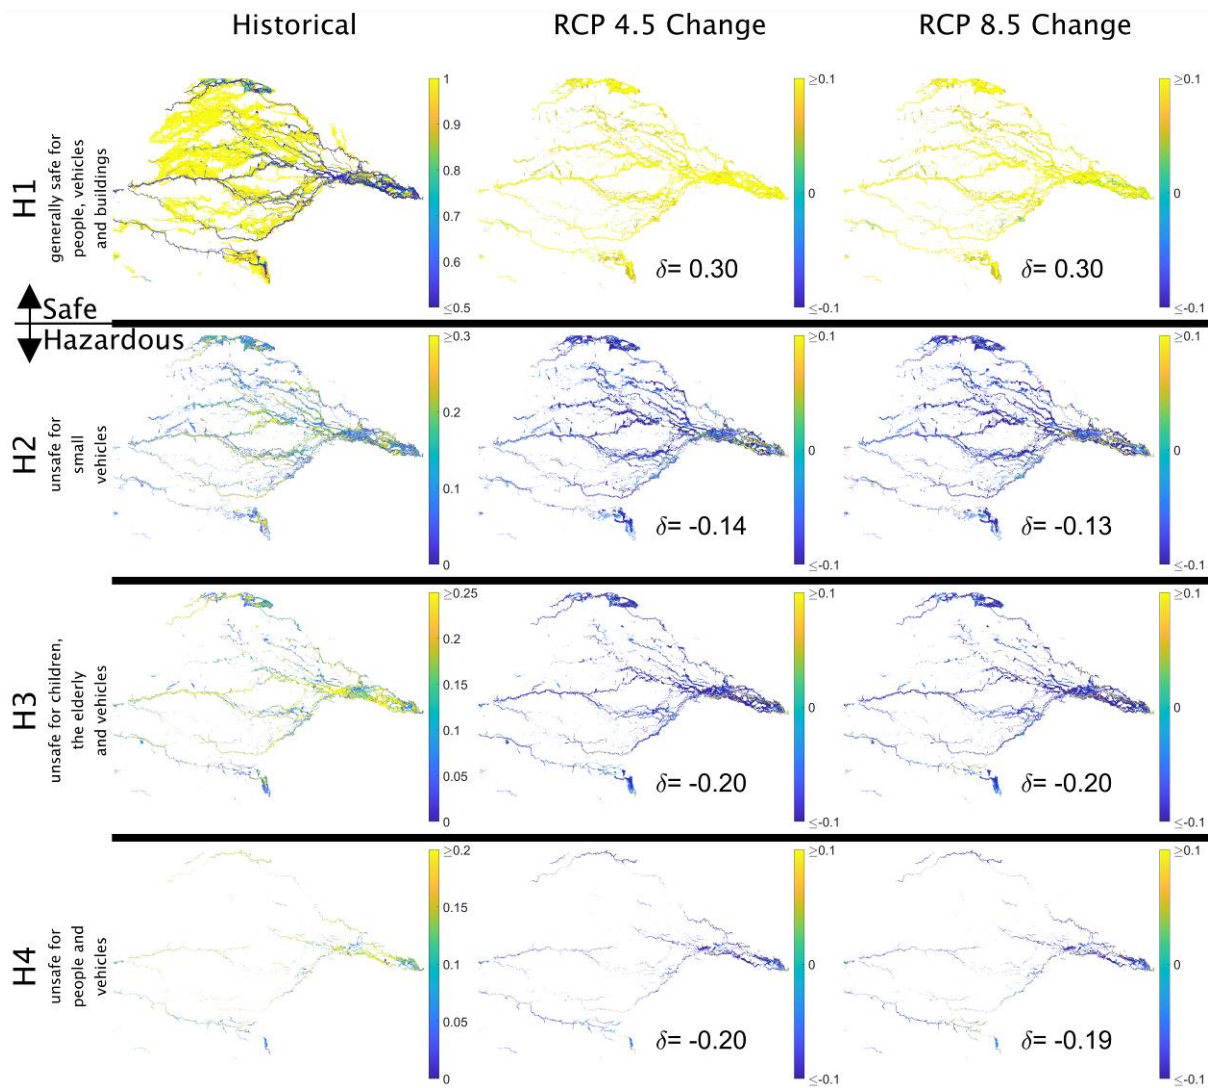 Historical
RCP 4.5 Change
RCP 8.5 Change
H1
generally safe for
people, vehicles
and buildings
1
0.9
0.8
0.7
0.6
≤0.5
≥0.1
0
≤-0.1
δ= 0.30
≥0.1
0
≤-0.1
δ= 0.30
Safe
Hazardous
H2
unsafe for
small
vehicles
≥0.3
0.2
0.1
0
≥0.1
0
≤-0.1
δ= -0.14
≥0.1
0
≤-0.1
δ= -0.13
H3
unsafe for children,
the elderly
and vehicles
≥0.25
0.2
0.15
0.1
0.05
0
≥0.1
0
≤-0.1
δ= -0.20
≥0.1
0
≤-0.1
δ= -0.20
H4
unsafe for
people and
vehicles
≥0.2
0.15
0.1
0.05
0
≥0.1
0
≤-0.1
δ= -0.20
≥0.1
0
≤-0.1
δ= -0.19